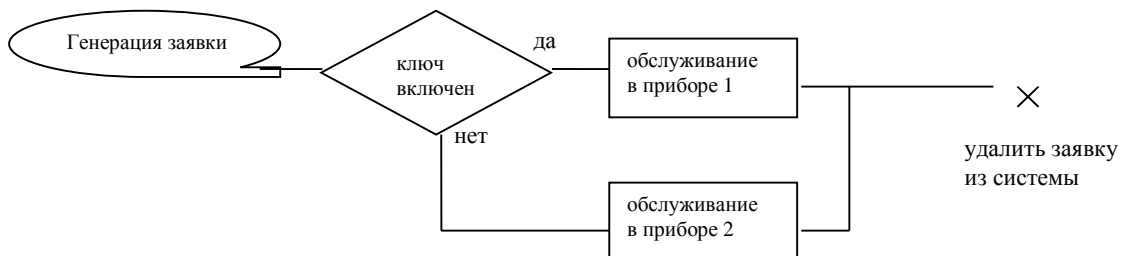 Генерация заявки
ключ
включен
да
нет
обслуживание
в приборе 1
обслуживание
в приборе 2
удалить заявку
из системы